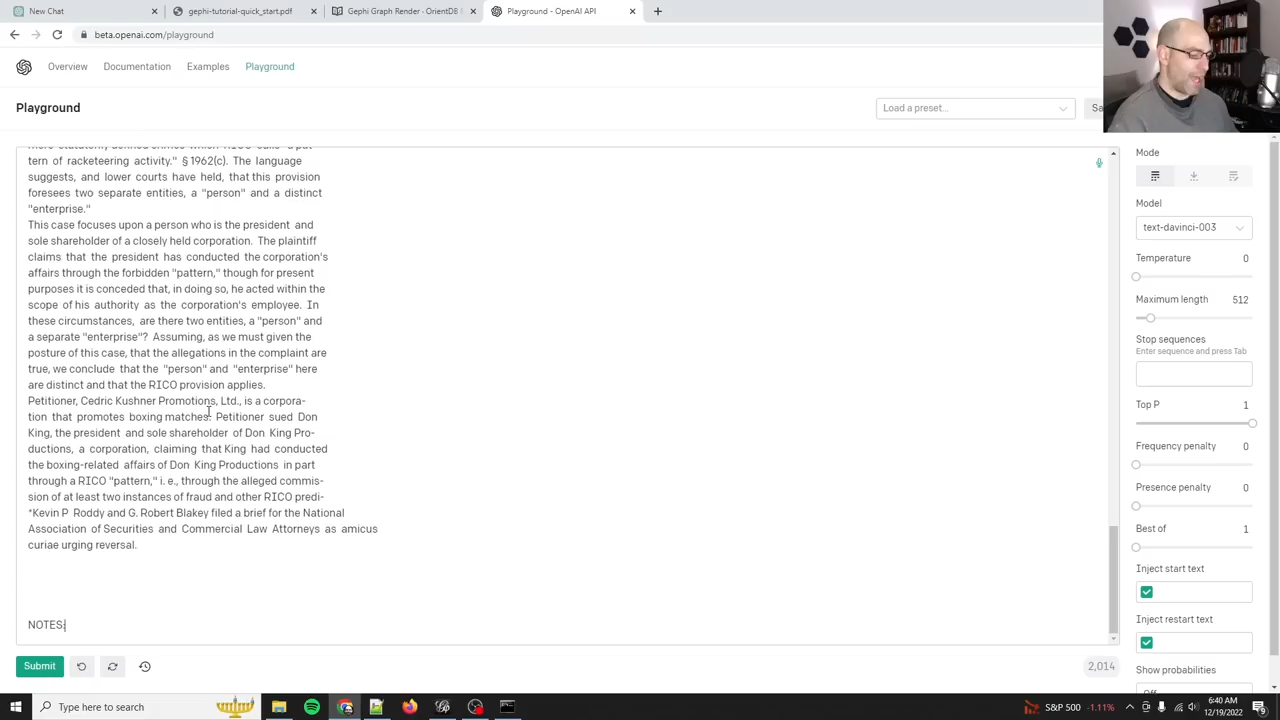 New Chat
gephi-tutorial-quick_start.pdf
Gephi Graph Render - OrientDB
Playground - OpenAI API
beta.openai.com/playground
Overview
Documentation
Examples
Playground
Playground
Load a preset...
Sa
tern of racketeering activity." § 1962(c). The language
suggests, and lower courts have held, that this provision
foresees two separate entities, a "person" and a distinct
"enterprise."
This case focuses upon a person who is the president and
sole shareholder of a closely held corporation. The plaintiff
claims that the president has conducted the corporation's
affairs through the forbidden "pattern," though for present
purposes it is conceded that, in doing so, he acted within the
scope of his authority as the corporation's employee. In
these circumstances, are there two entities, a "person" and
a separate "enterprise"? Assuming, as we must given the
posture of this case, that the allegations in the complaint are
true, we conclude that the "person" and "enterprise" here
are distinct and that the RICO provision applies.
Petitioner, Cedric Kushner Promotions, Ltd., is a corpora-
tion that promotes boxing matches. Petitioner sued Don
King, the president and sole shareholder of Don King Pro-
ductions, a corporation, claiming that King had conducted
the boxing-related affairs of Don King Productions in part
through a RICO "pattern," i. e., through the alleged commis-
sion of at least two instances of fraud and other RICO predi-
*Kevin P Roddy and G. Robert Blakey filed a brief for the National
Association of Securities and Commercial Law Attorneys as amicus
curiae urging reversal.
NOTES:
Submit
2,014
Mode
Model
text-davinci-003
Temperature 0
Maximum length 512
Stop sequences
Enter sequence and press Tab
Top P 1
Frequency penalty 0
Presence penalty 0
Best of 1
Inject start text
Inject restart text
Show probabilities
Type here to search
S&P 500 -1.11%
6:40 AM
12/19/2022